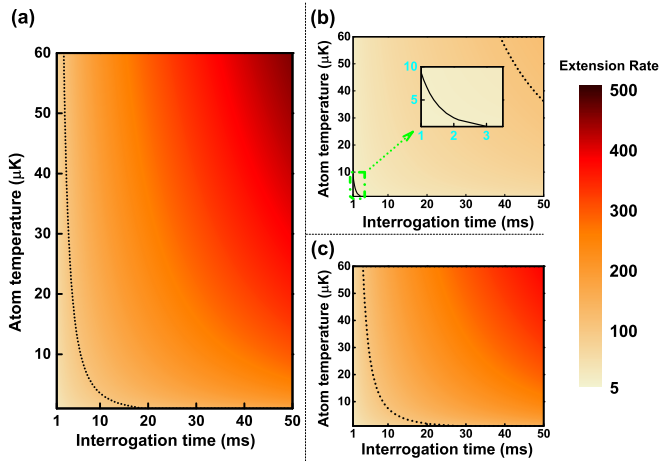 (a)
Atom temperature (μK)
60
50
40
30
20
10
1 10 20 30 40 50
Interrogation time (ms)
(b)
Atom temperature (μK)
60
50
40
30
20
10
1
10
5
1 2 3
1 10 20 30 40 50
Interrogation time (ms)
(c)
Atom temperature (μK)
60
50
40
30
20
10
1 10 20 30 40 50
Interrogation time (ms)
Extension Rate
500
400
300
200
100
5